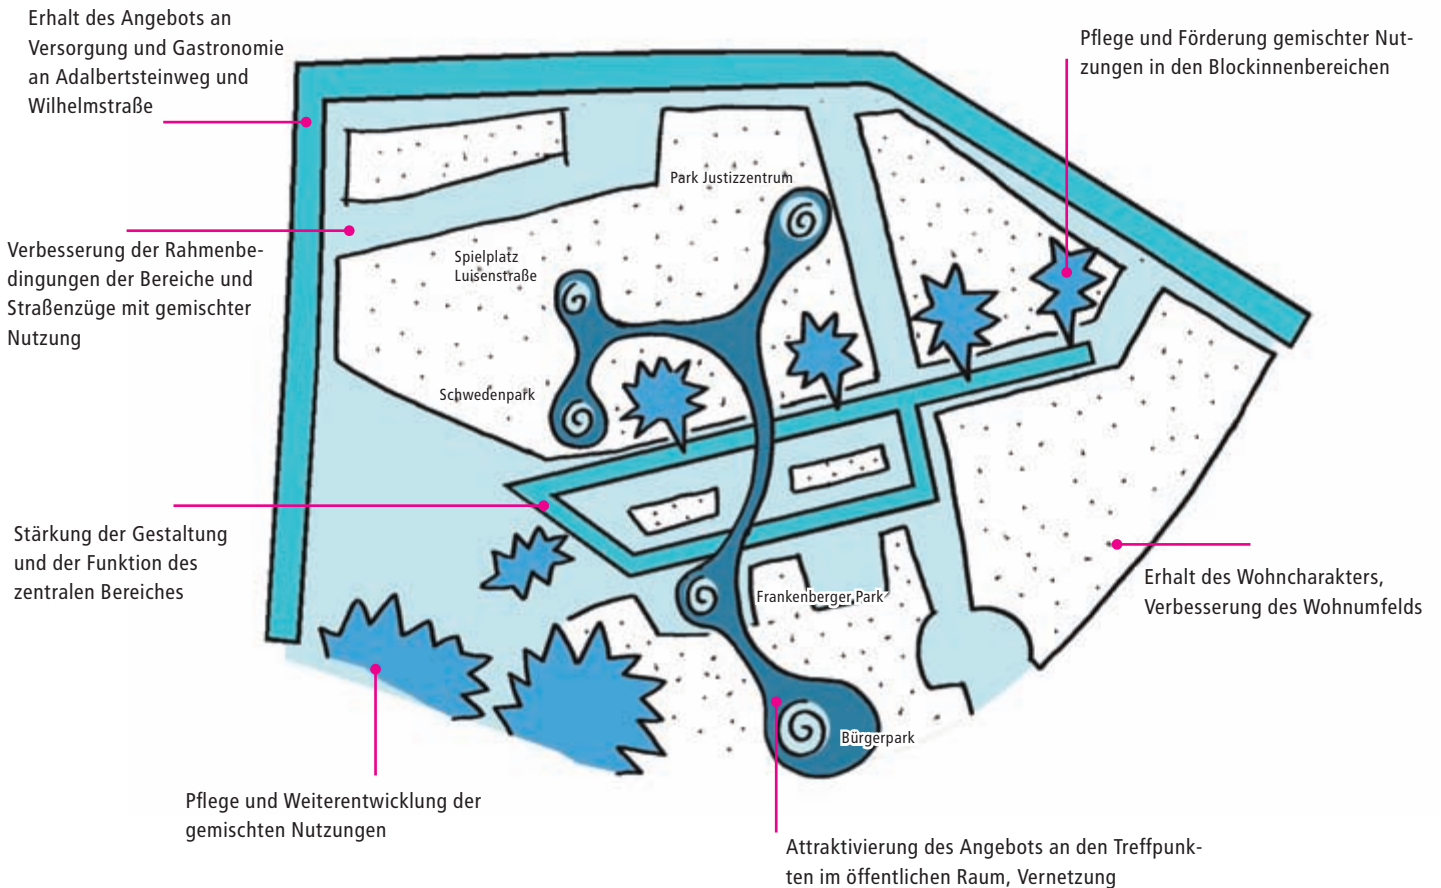 Erhalt des Angebots an
Versorgung und Gastronomie
an Adalbertsteinweg und
Wilhelmstraße
Pflege und Förderung gemischter Nut-
zungen in den Blockinnenbereichen
Park Justizzentrum
Verbesserung der Rahmenbe-
dingungen der Bereiche und
Straßenzüge mit gemischter
Nutzung
Spielplatz
Luisenstraße
Schwedenpark
Stärkung der Gestaltung
und der Funktion des
zentralen Bereiches
Frankenberger Park
Erhalt des Wohncharakters,
Verbesserung des Wohnumfelds
Bürgerpark
Pflege und Weiterentwicklung der
gemischten Nutzungen
Attraktivierung des Angebots an den Treffpunk-
ten im öffentlichen Raum, Vernetzung